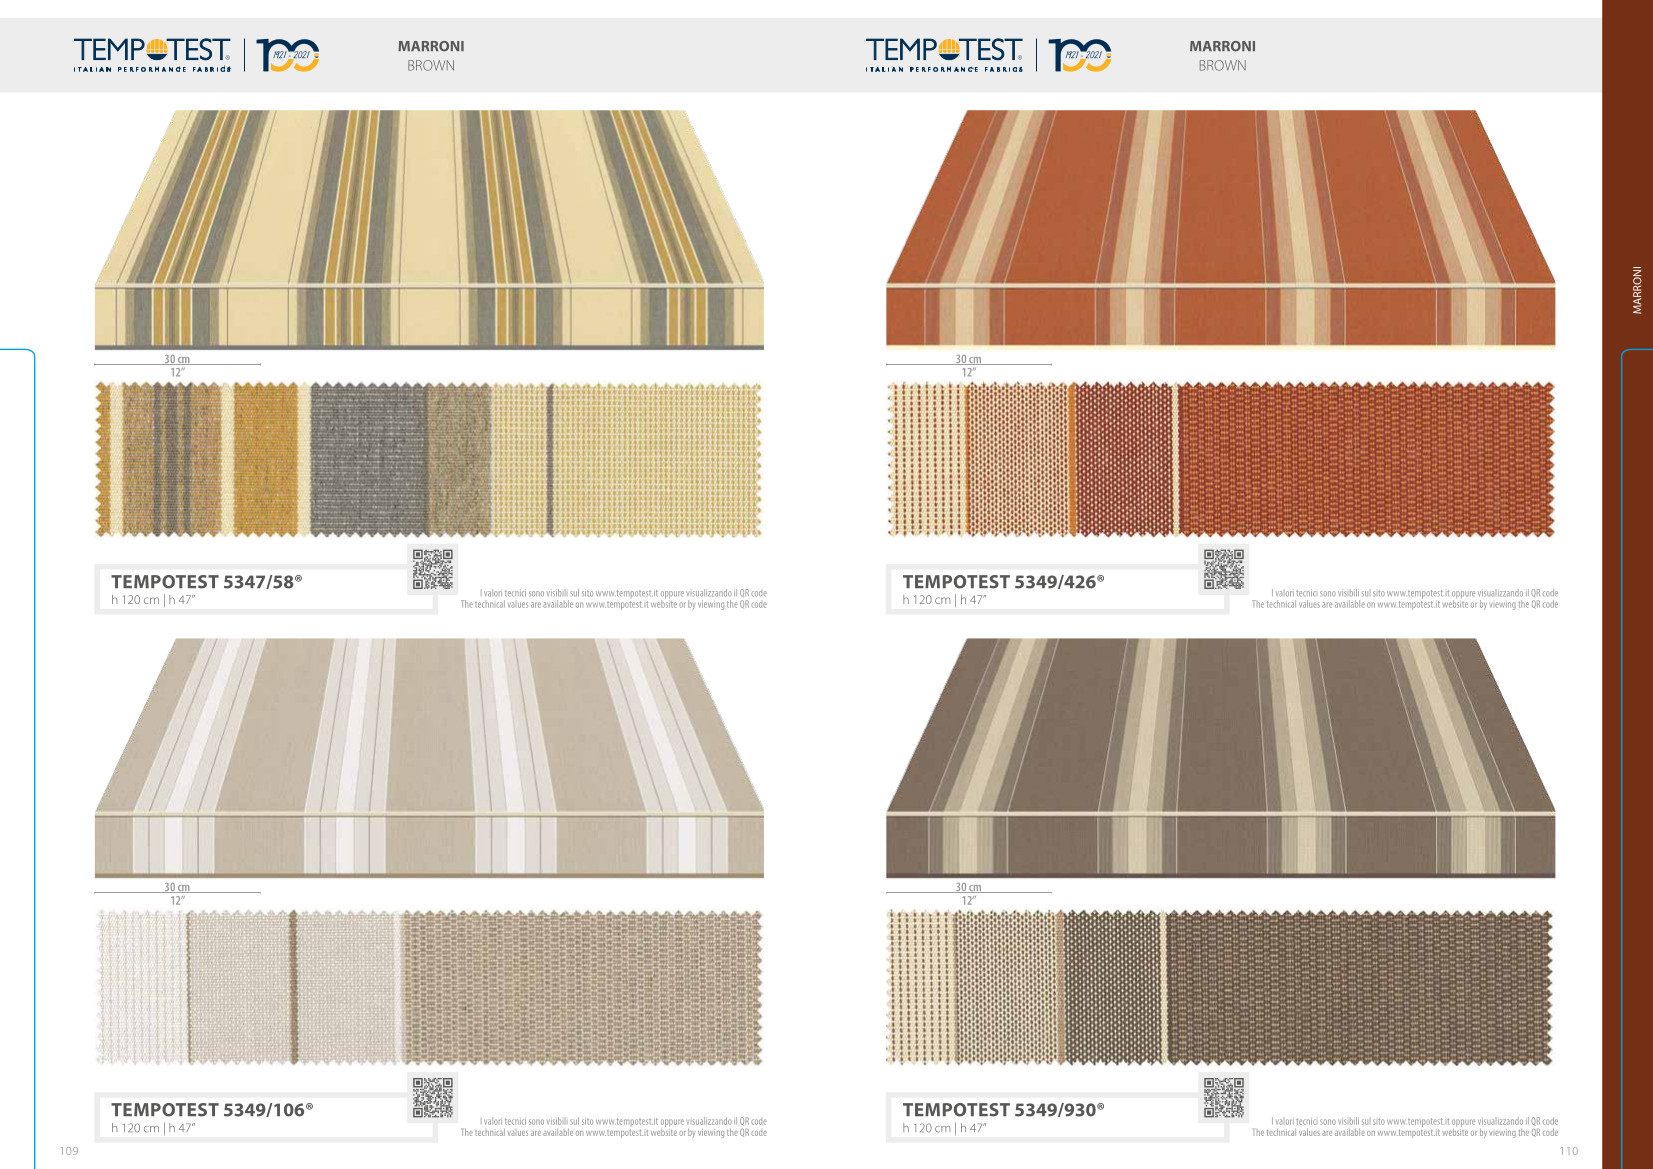 TEMPOTEST®
ITALIAN PERFORMANCE FABRICS
100
1921 - 2021
MARRONI
BROWN
30 cm
12”
TEMPOTEST 5347/58®
h 120 cm | h 47”
I valori tecnici sono visibili sul sito www.tempotest.it oppure visualizzando il QR code
The technical values are available on www.tempotest.it website or by viewing the QR code
30 cm
12”
TEMPOTEST 5349/106®
h 120 cm | h 47”
I valori tecnici sono visibili sul sito www.tempotest.it oppure visualizzando il QR code
The technical values are available on www.tempotest.it website or by viewing the QR code
109
TEMPOTEST®
ITALIAN PERFORMANCE FABRICS
100
1921 - 2021
MARRONI
BROWN
30 cm
12”
TEMPOTEST 5349/426®
h 120 cm | h 47”
I valori tecnici sono visibili sul sito www.tempotest.it oppure visualizzando il QR code
The technical values are available on www.tempotest.it website or by viewing the QR code
30 cm
12”
TEMPOTEST 5349/930®
h 120 cm | h 47”
I valori tecnici sono visibili sul sito www.tempotest.it oppure visualizzando il QR code
The technical values are available on www.tempotest.it website or by viewing the QR code
110
MARRONI